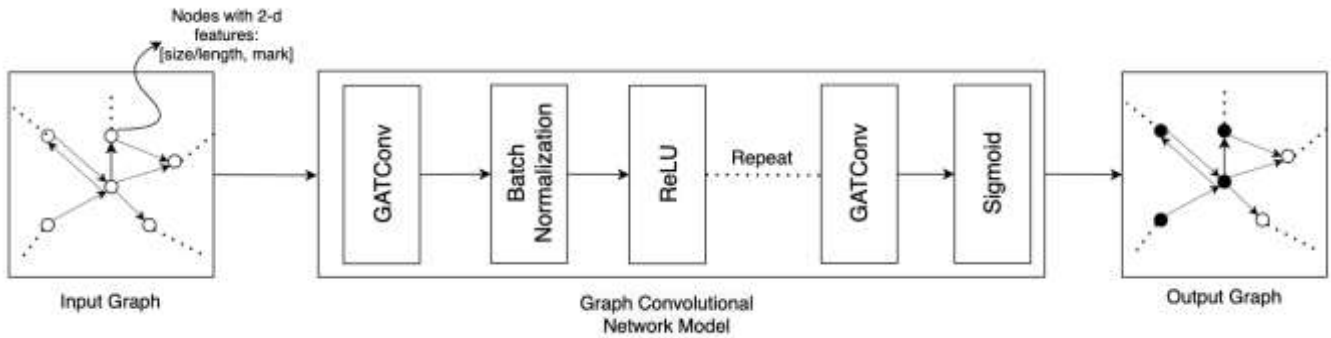 Nodes with 2-d
features:
[size/length, mark]
Input Graph
GATConv
Batch
Normalization
ReLU
Repeat
GATConv
Sigmoid
Graph Convolutional
Network Model
Output Graph